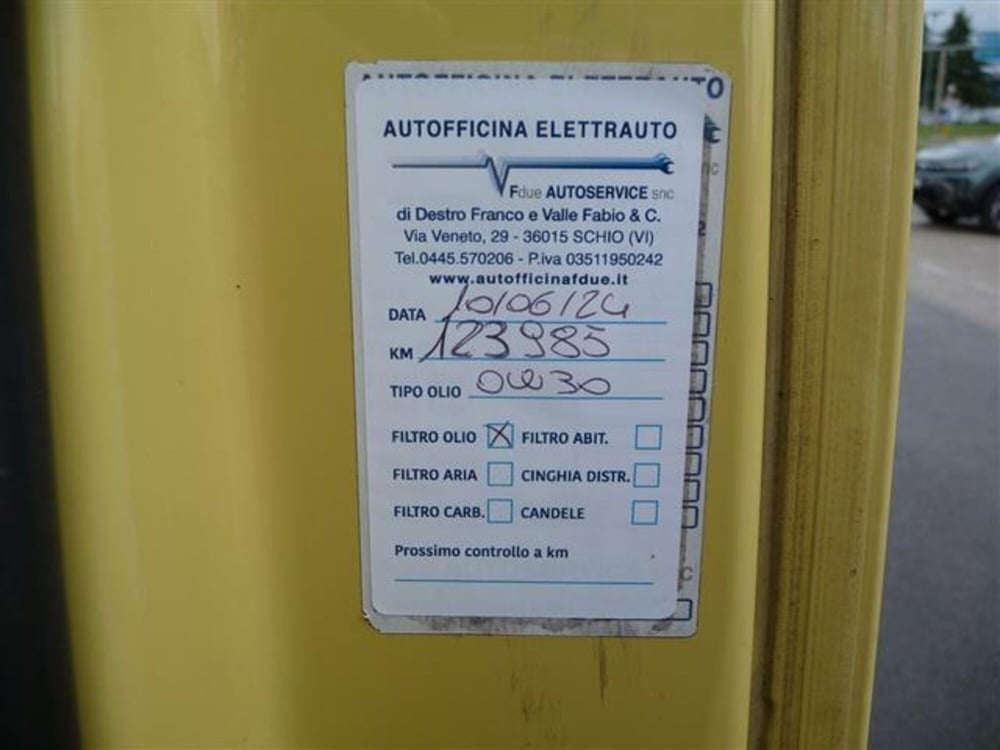 AUTOFFICINA ELETTRAUTO
Fdue AUTOSERVICE snc
di Destro Franco e Valle Fabio & C.
Via Veneto, 29 - 36015 SCHIO (VI)
Tel.0445.570206 - P.iva 03511950242
www.autofficinafdue.it
DATA 10/06/24
KM 123985
TIPO OLIO 0W30
FILTRO OLIO X FILTRO ABIT.
FILTRO ARIA CINGHIA DISTR.
FILTRO CARB. CANDELE
Prossimo controllo a km